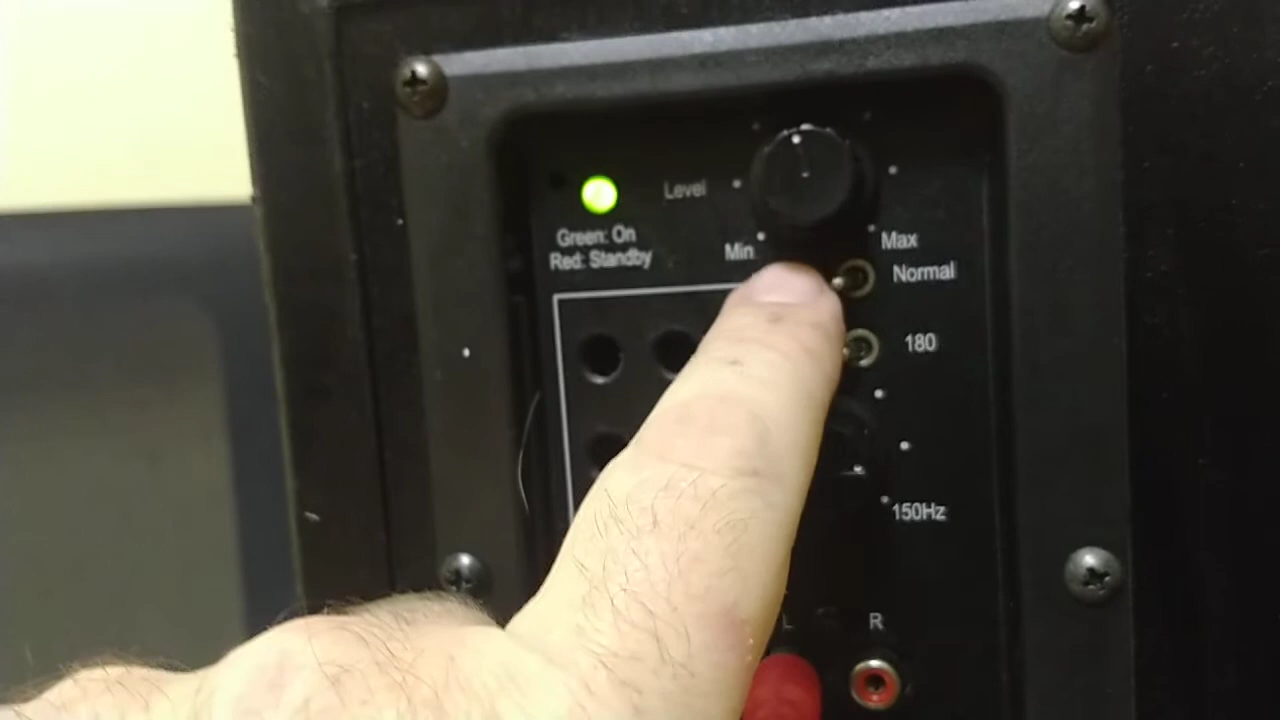 Level
Green: On
Red: Standby
Min
Max
Normal
180
150Hz
L
R